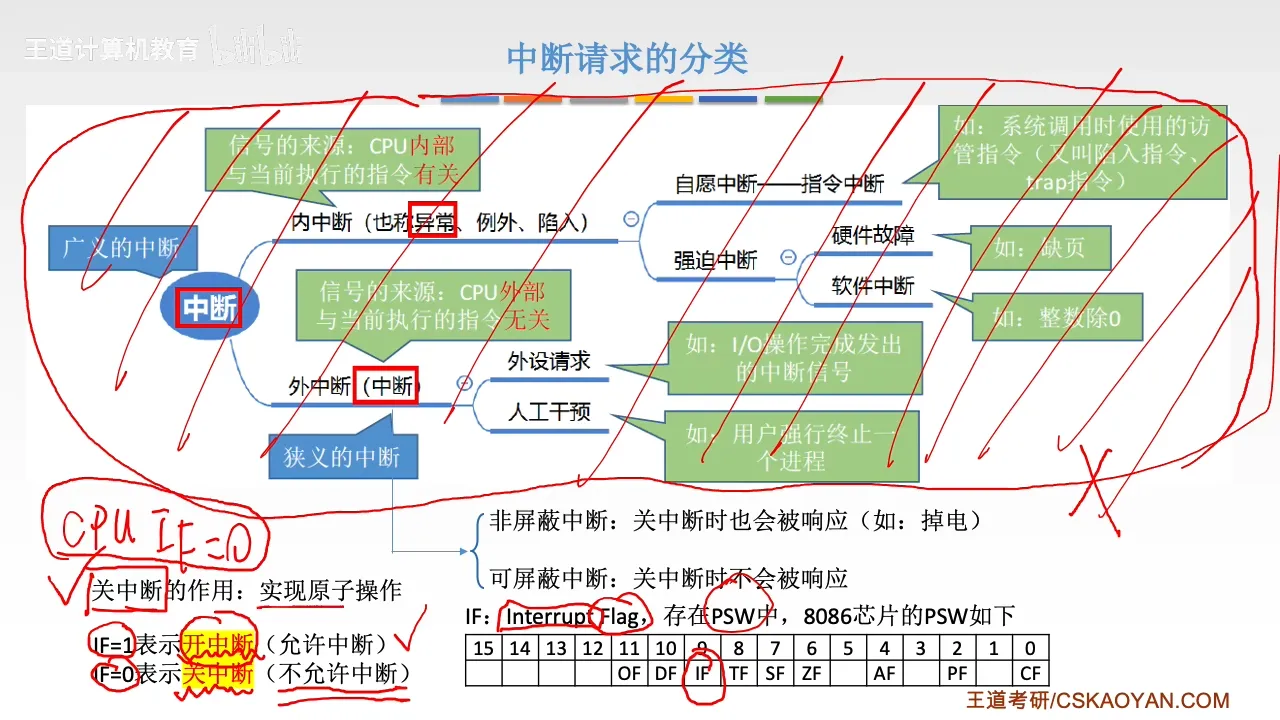 王道计算机教育 bilibili
中断请求的分类
信号的来源：CPU内部
与当前执行的指令有关
如：系统调用时使用的访
管指令（又叫陷入指令、
trap指令）
自愿中断——指令中断
内中断（也称异常、例外、陷入）
广义的中断
硬件故障
如：缺页
强迫中断
软件中断
如：整数除0
中断
信号的来源：CPU外部
与当前执行的指令无关
外设请求
如：I/O操作完成发出
的中断信号
外中断（中断）
人工干预
如：用户强行终止一
个进程
狭义的中断
CPU IF=0
非屏蔽中断：关中断时也会被响应（如：掉电）
可屏蔽中断：关中断时不会被响应
关中断的作用：实现原子操作
IF：Interrupt Flag，存在PSW中，8086芯片的PSW如下
IF=1表示开中断（允许中断）
IF=0表示关中断（不允许中断）
15 14 13 12 11 10 9 8 7 6 5 4 3 2 1 0
OF DF IF TF SF ZF AF PF CF
王道考研/CSKAOYAN.COM